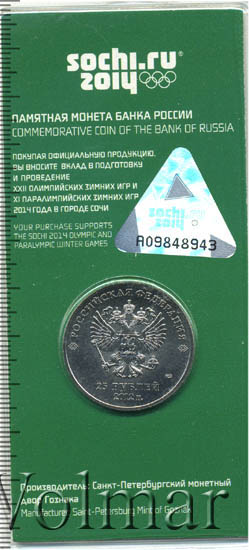 sochi.ru
2014
ПАМЯТНАЯ МОНЕТА БАНКА РОССИИ
COMMEMORATIVE COIN OF THE BANK OF RUSSIA
ПОКУПАЯ ОФИЦИАЛЬНУЮ ПРОДУКЦИЮ,
ВЫ ВНОСИТЕ ВКЛАД В ПОДГОТОВКУ
И ПРОВЕДЕНИЕ
XXII ОЛИМПИЙСКИХ ЗИМНИХ ИГР И
XI ПАРАЛИМПИЙСКИХ ЗИМНИХ ИГР
2014 ГОДА В ГОРОДЕ СОЧИ
YOUR PURCHASE SUPPORTS
THE SOCHI 2014 OLYMPIC AND
PARALYMPIC WINTER GAMES
sochi.ru
2014
A09848943
РОССИЙСКАЯ ФЕДЕРАЦИЯ
25 РУБЛЕЙ
2012 г.
Производитель: Санкт-Петербургский монетный
двор Гознака
Manufacturer: Saint-Petersburg Mint of Goznak
Volmar